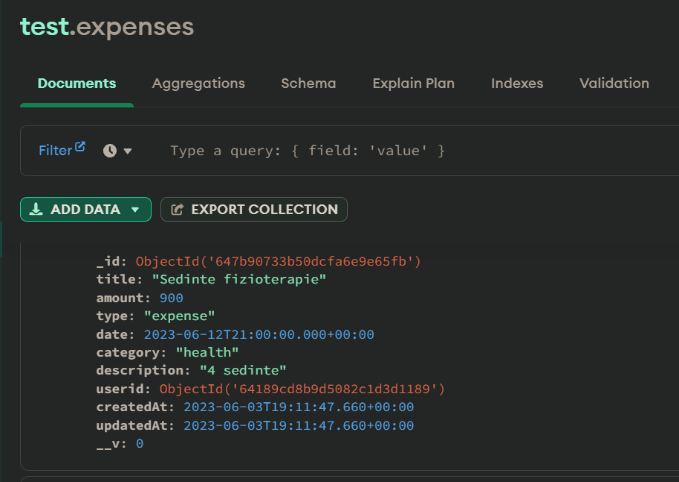 test.expenses
Documents Aggregations Schema Explain Plan Indexes Validation
Filter Type a query: { field: 'value' }
ADD DATA EXPORT COLLECTION
_id: ObjectId('647b90733b50dcfa6e9e65fb')
title: "Sedinte fizioterapie"
amount: 900
type: "expense"
date: 2023-06-12T21:00:00.000+00:00
category: "health"
description: "4 sedinte"
userid: ObjectId('64189cd8b9d5082c1d3d1189')
createdAt: 2023-06-03T19:11:47.660+00:00
updatedAt: 2023-06-03T19:11:47.660+00:00
__v: 0